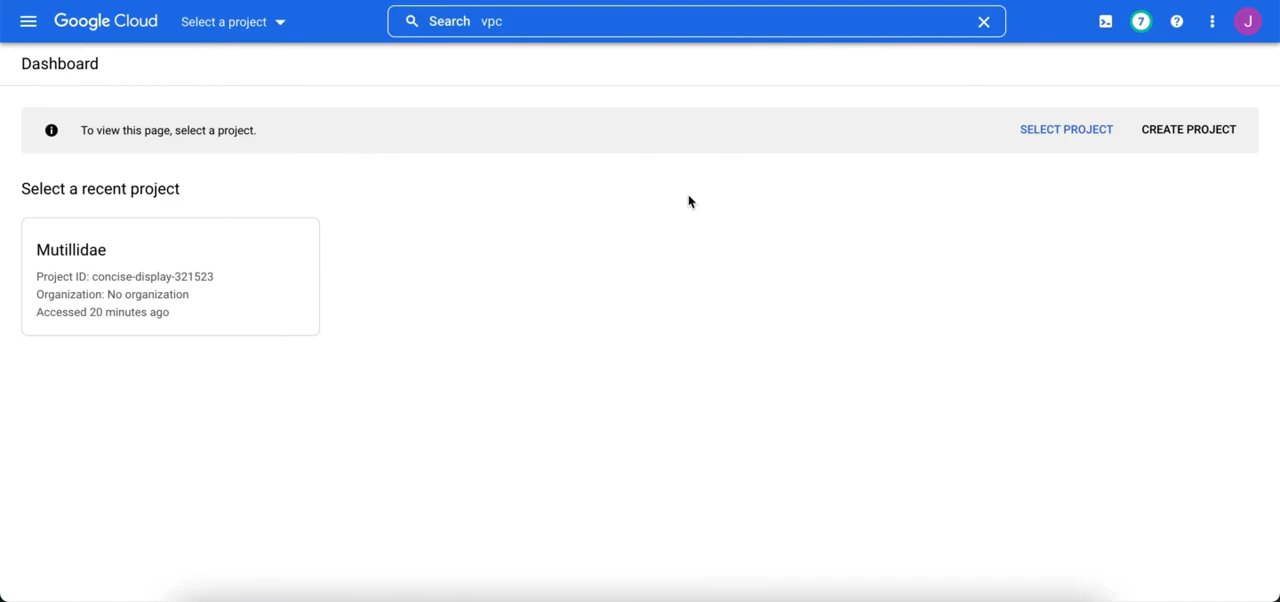 Google Cloud Select a project Search vpc 7 J
Dashboard
To view this page, select a project. SELECT PROJECT CREATE PROJECT
Select a recent project
Mutillidae
Project ID: concise-display-321523
Organization: No organization
Accessed 20 minutes ago